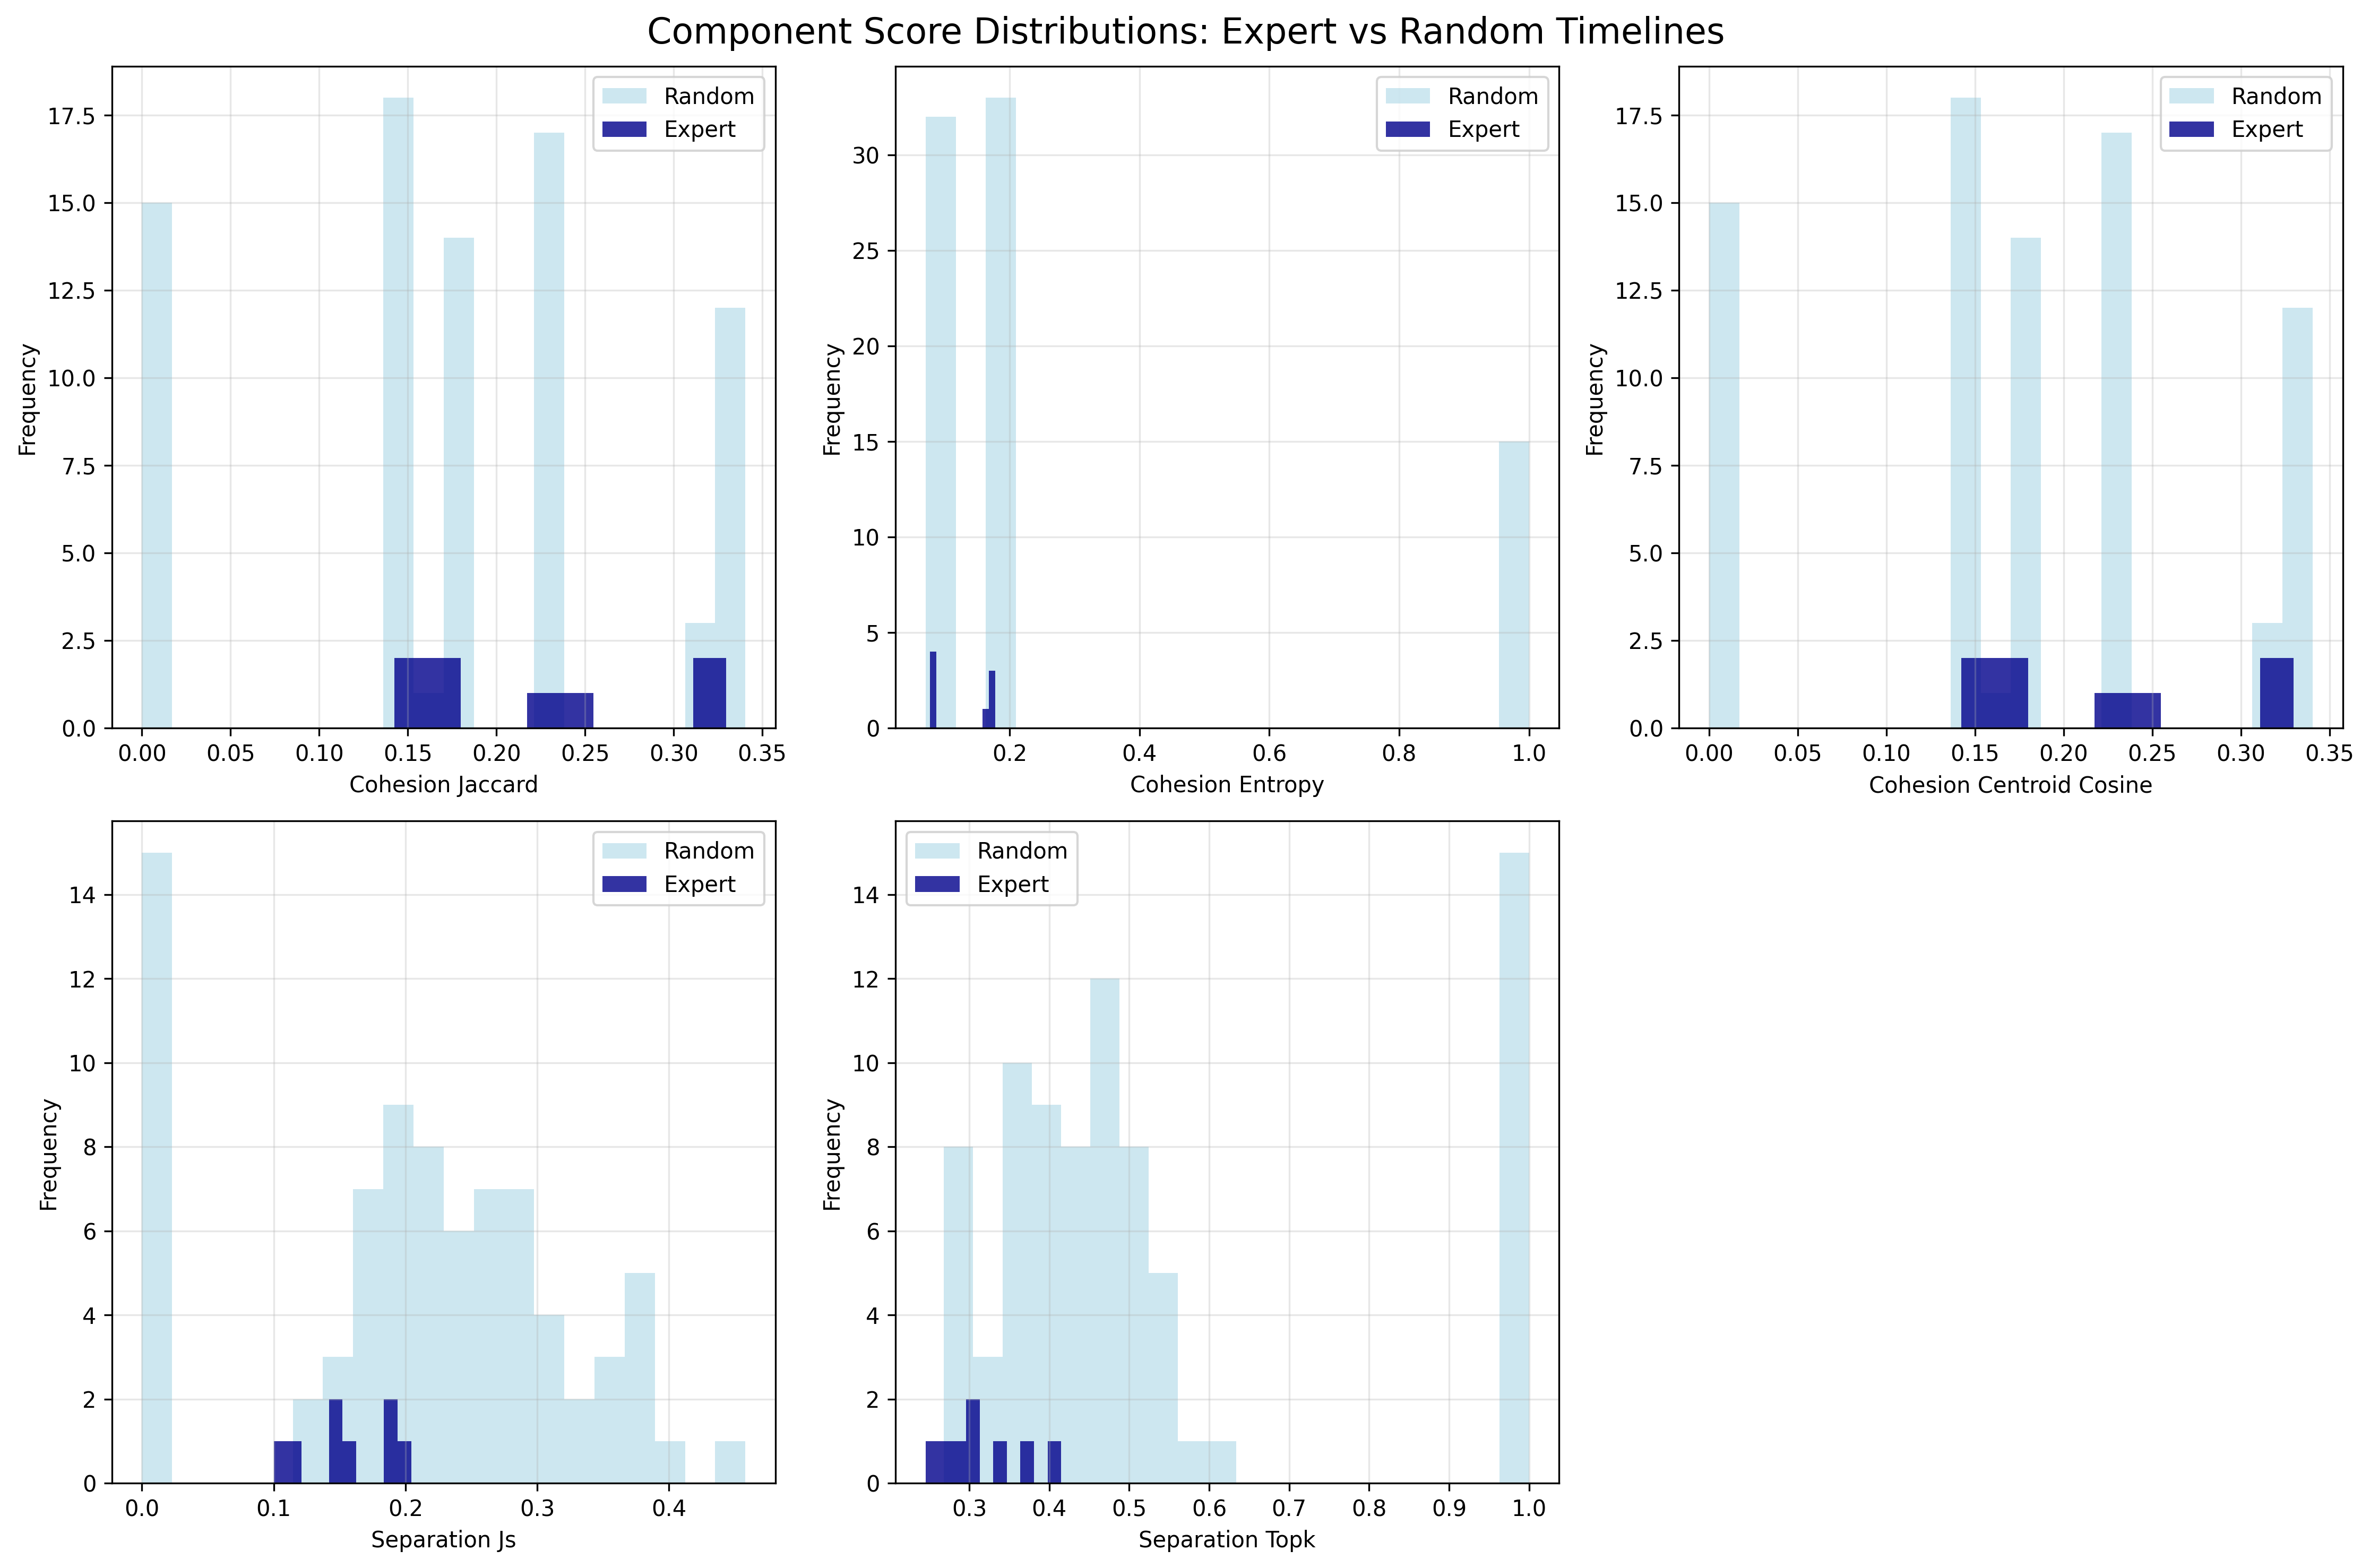 Component Score Distributions: Expert vs Random Timelines
Random
Expert
17.5
15.0
12.5
10.0
7.5
5.0
2.5
0.0
Frequency
0.00 0.05 0.10 0.15 0.20 0.25 0.30 0.35
Cohesion Jaccard
Random
Expert
30
25
20
15
10
5
0
Frequency
0.2 0.4 0.6 0.8 1.0
Cohesion Entropy
Random
Expert
17.5
15.0
12.5
10.0
7.5
5.0
2.5
0.0
Frequency
0.00 0.05 0.10 0.15 0.20 0.25 0.30 0.35
Cohesion Centroid Cosine
Random
Expert
14
12
10
8
6
4
2
0
Frequency
0.0 0.1 0.2 0.3 0.4
Separation Js
Random
Expert
14
12
10
8
6
4
2
0
Frequency
0.3 0.4 0.5 0.6 0.7 0.8 0.9 1.0
Separation Topk